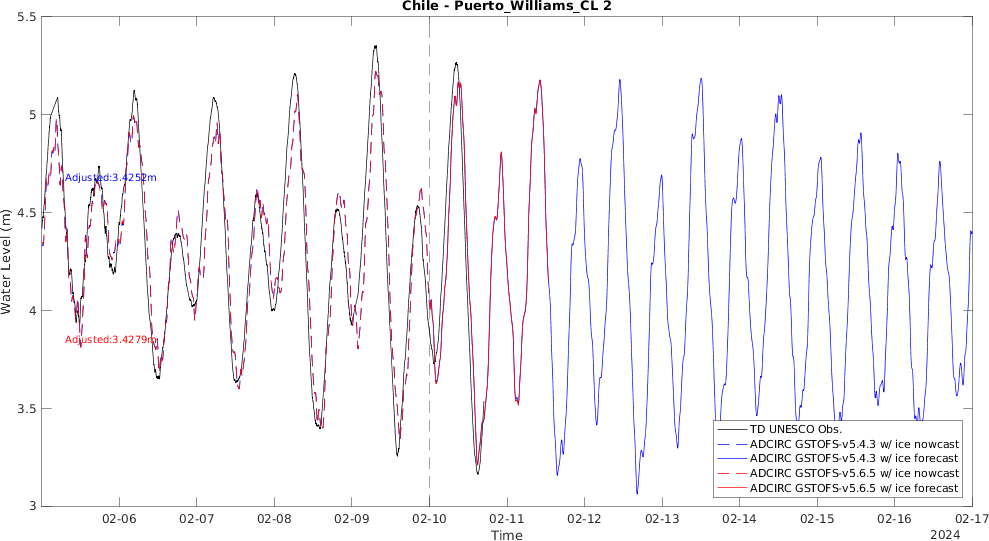 Chile - Puerto_Williams_CL 2
5.5
5
4.5
4
3.5
3
Water Level (m)
Adjusted:3.4252m
Adjusted:3.4279m
TD UNESCO Obs.
ADCIRC GSTOFS-v5.4.3 w/ ice nowcast
ADCIRC GSTOFS-v5.4.3 w/ ice forecast
ADCIRC GSTOFS-v5.6.5 w/ ice nowcast
ADCIRC GSTOFS-v5.6.5 w/ ice forecast
02-06 02-07 02-08 02-09 02-10 02-11 02-12 02-13 02-14 02-15 02-16 02-17
Time
2024